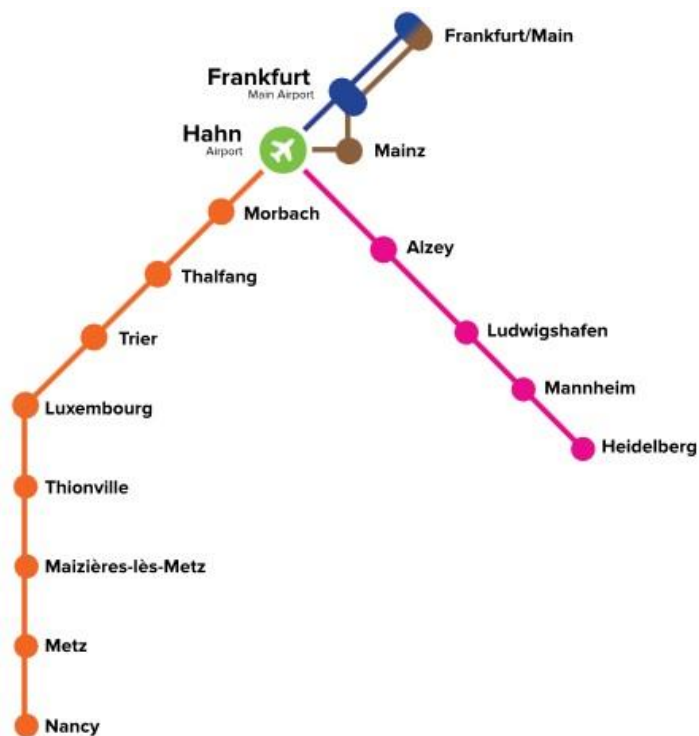 Frankfurt/Main
Frankfurt
Main Airport
Hahn
Airport
Mainz
Morbach
Alzey
Thalfang
Trier
Ludwigshafen
Mannheim
Luxembourg
Heidelberg
Thionville
Maizières-lès-Metz
Metz
Nancy